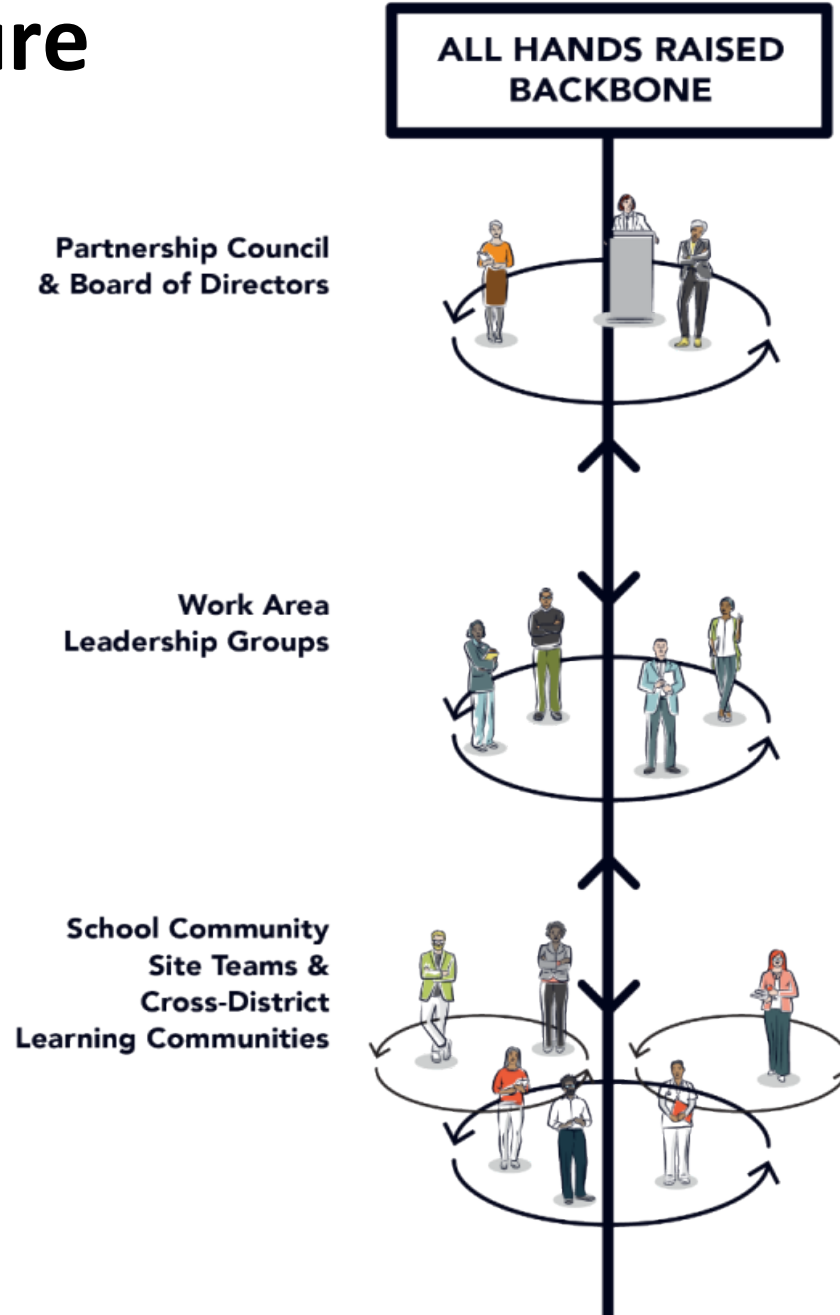 ure
ALL HANDS RAISED
BACKBONE
Partnership Council
& Board of Directors
Work Area
Leadership Groups
School Community
Site Teams &
Cross-District
Learning Communities